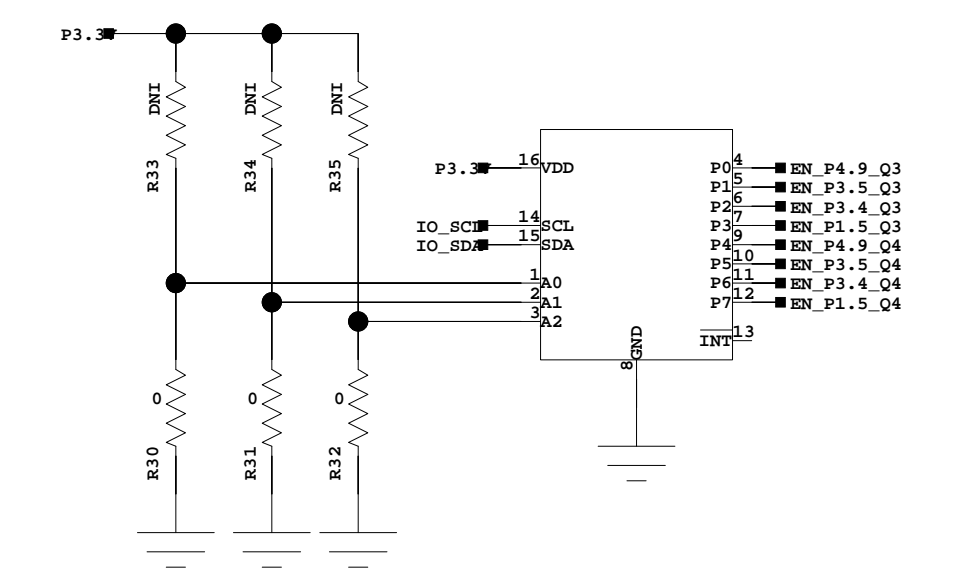 P3.3V
DNI
DNI
DNI
R33
R34
R35
P3.3V
16
VDD
IO_SCL
14
SCL
IO_SDA
15
SDA
1
A0
2
A1
3
A2
P0
4
EN_P4.9_Q3
P1
5
EN_P3.5_Q3
P2
6
EN_P3.4_Q3
P3
7
EN_P1.5_Q3
P4
9
EN_P4.9_Q4
P5
10
EN_P3.5_Q4
P6
11
EN_P3.4_Q4
P7
12
EN_P1.5_Q4
INT
13
8
GND
0
0
0
R30
R31
R32